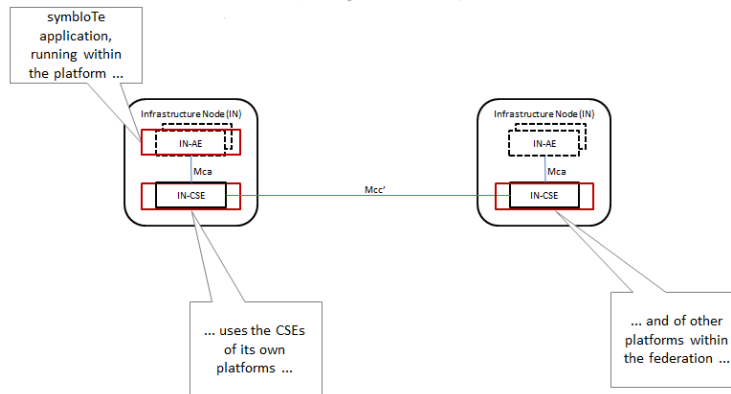 symbIoTe
application,
running within
the platform ...
Infrastructure Node (IN)
IN-AE
Mca
IN-CSE
Mcc'
Infrastructure Node (IN)
IN-AE
Mca
IN-CSE
... uses the CSEs
of its own
platforms ...
... and of other
platforms within
the federation ...